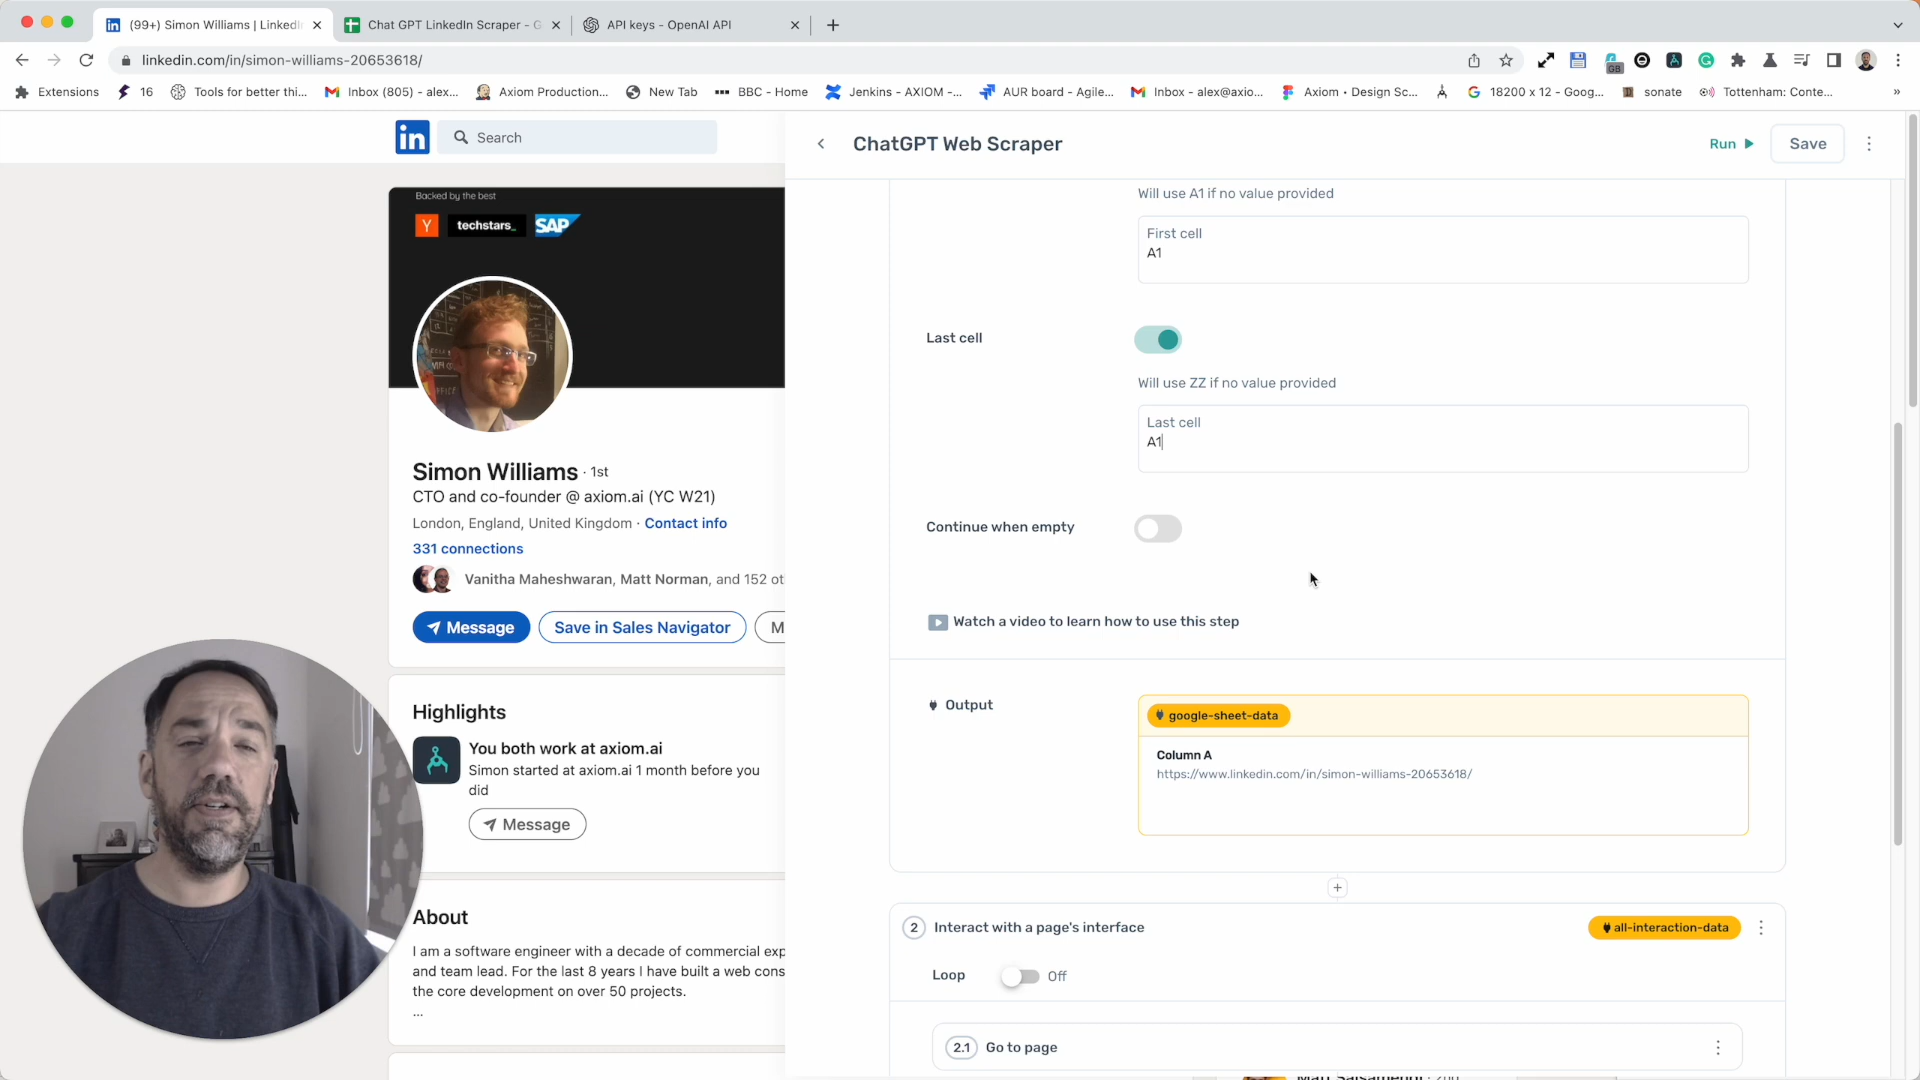 (99+) Simon Williams | LinkedI
Chat GPT LinkedIn Scraper - G
API keys - OpenAI API
linkedin.com/in/simon-williams-20653618/
GB
Extensions
16
Tools for better thi...
Inbox (805) - alex...
Axiom Production...
New Tab
BBC - Home
Jenkins - AXIOM -...
AUR board - Agile...
Inbox - alex@axio...
Axiom • Design Sc...
18200 x 12 - Goog...
sonate
Tottenham: Conte...
»
in
Search
ChatGPT Web Scraper
Run
Save
Backed by the best
Y
techstars_
SAP
Simon Williams · 1st
CTO and co-founder @ axiom.ai (YC W21)
London, England, United Kingdom · Contact info
331 connections
Vanitha Maheshwaran, Matt Norman, and 152 ot
Message
Save in Sales Navigator
M
Highlights
You both work at axiom.ai
Simon started at axiom.ai 1 month before you
did
Message
About
I am a software engineer with a decade of commercial exp
and team lead. For the last 8 years I have built a web cons
the core development on over 50 projects.
...
Will use A1 if no value provided
First cell
A1
Last cell
Will use ZZ if no value provided
Last cell
A1
Continue when empty
Watch a video to learn how to use this step
Output
google-sheet-data
Column A
https://www.linkedin.com/in/simon-williams-20653618/
+
2
Interact with a page's interface
all-interaction-data
Loop
Off
2.1
Go to page